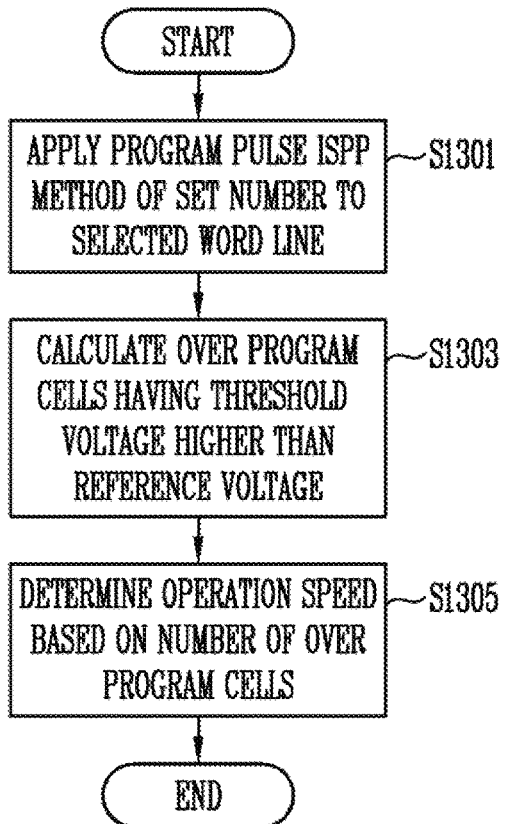 START
APPLY PROGRAM PULSE ISPP
METHOD OF SET NUMBER TO
SELECTED WORD LINE
S1301
CALCULATE OVER PROGRAM
CELLS HAVING THRESHOLD
VOLTAGE HIGHER THAN
REFERENCE VOLTAGE
S1303
DETERMINE OPERATION SPEED
BASED ON NUMBER OF OVER
PROGRAM CELLS
S1305
END